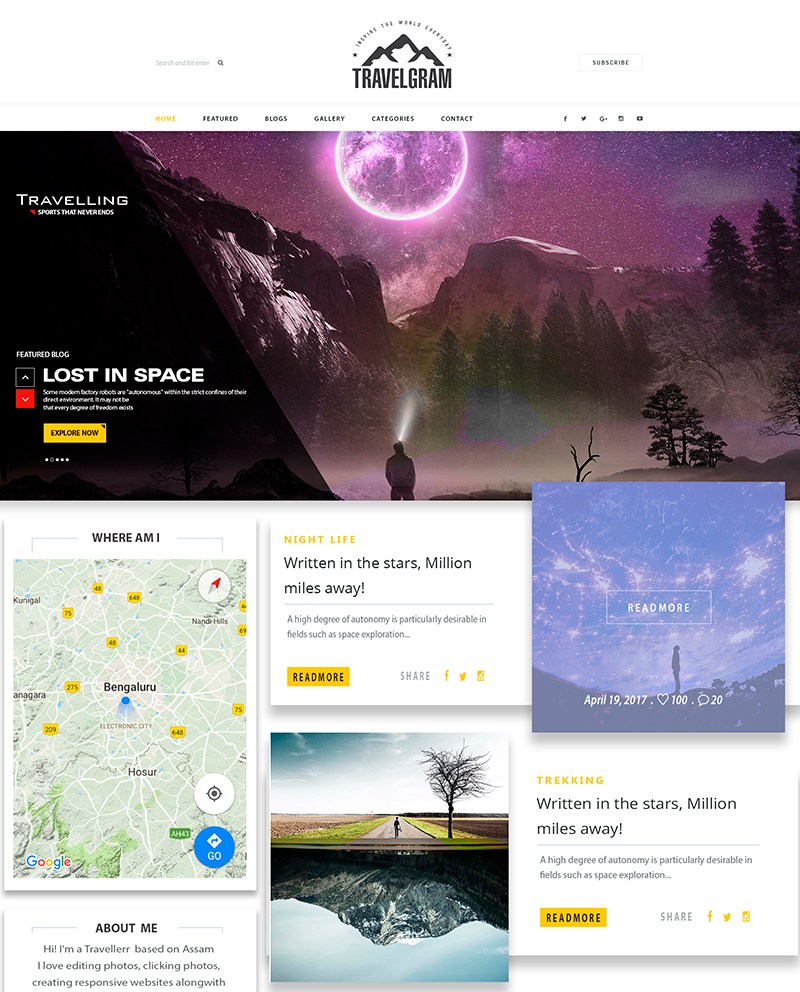 INSPIRE THE WORLD EVERYDAY
TRAVELGRAM
Search and hit enter
SUBSCRIBE
HOME
FEATURED
BLOGS
GALLERY
CATEGORIES
CONTACT
TRAVELLING
SPORTS THAT NEVER ENDS
FEATURED BLOG
LOST IN SPACE
Some modern factory robots are "autonomous" within the strict confines of their
direct environment. It may not be
that every degree of freedom exists
EXPLORE NOW
WHERE AM I
Kunigal
48
648
75
Nandi Hills
69
48
44
275
Bengaluru
anagara
75
209
ELECTRONIC CITY
648
Hosur
AH43
Google
GO
NIGHT LIFE
Written in the stars, Million
miles away!
A high degree of autonomy is particularly desirable in
fields such as space exploration...
READMORE
SHARE
READMORE
April 19, 2017 . 100 . 20
TREKKING
Written in the stars, Million
miles away!
A high degree of autonomy is particularly desirable in
fields such as space exploration...
READMORE
SHARE
ABOUT ME
Hi! I'm a Travellerr based on Assam
I love editing photos, clicking photos,
creating responsive websites alongwith